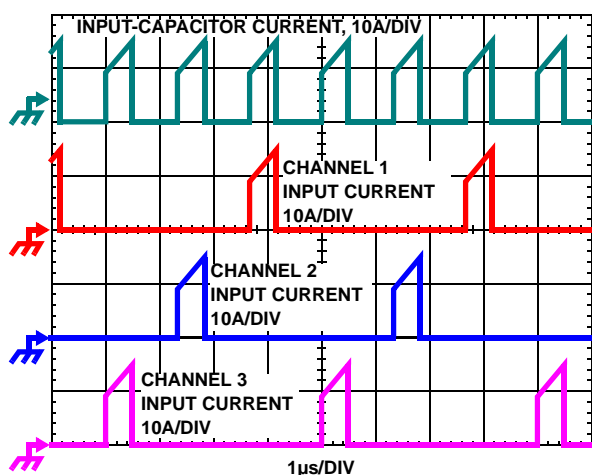 INPUT-CAPACITOR CURRENT, 10A/DIV
CHANNEL 1
INPUT CURRENT
10A/DIV
CHANNEL 2
INPUT CURRENT
10A/DIV
CHANNEL 3
INPUT CURRENT
10A/DIV
1µs/DIV